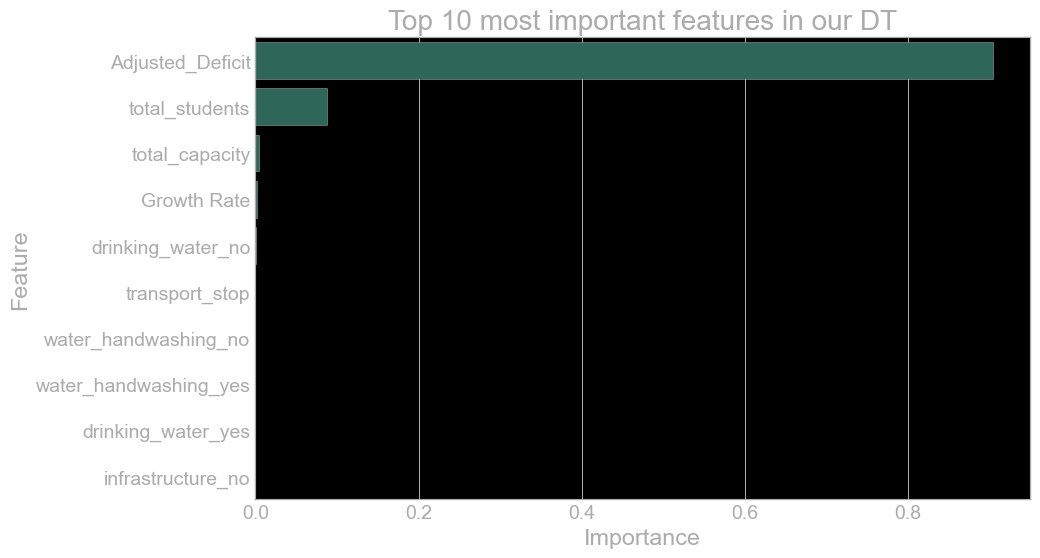 Top 10 most important features in our DT
Feature
Adjusted_Deficit
total_students
total_capacity
Growth Rate
drinking_water_no
transport_stop
water_handwashing_no
water_handwashing_yes
drinking_water_yes
infrastructure_no
0.0 0.2 0.4 0.6 0.8
Importance